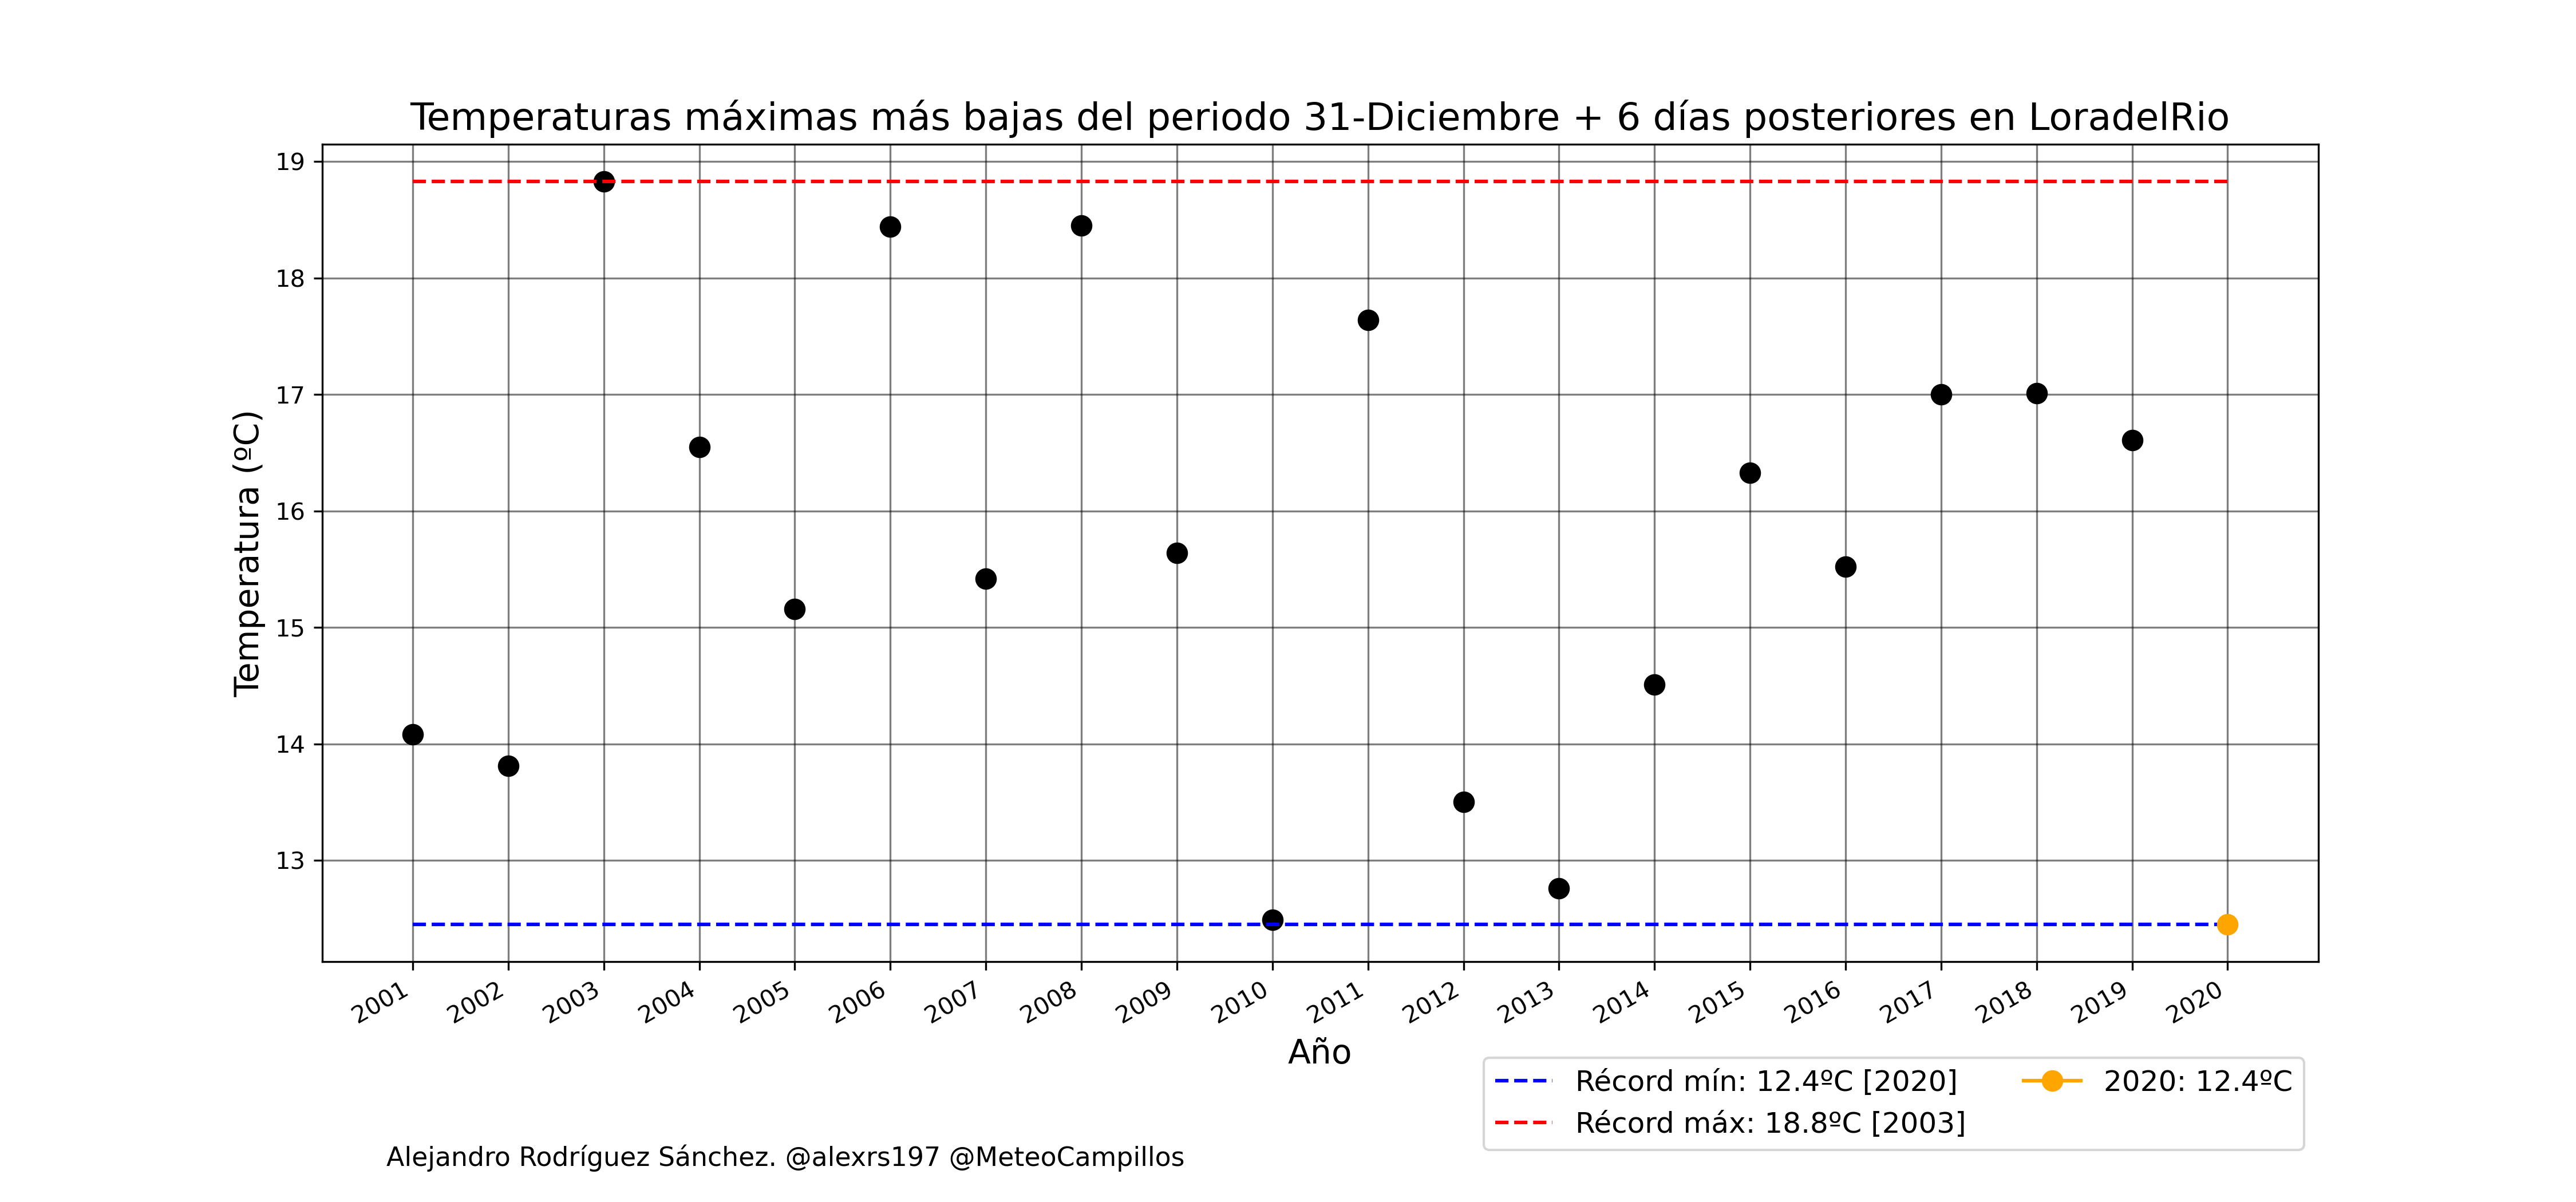 Temperaturas máximas más bajas del periodo 31-Diciembre + 6 días posteriores en LoradelRio
Temperatura (ºC)
19
18
17
16
15
14
13
2001 2002 2003 2004 2005 2006 2007 2008 2009 2010 2011 2012 2013 2014 2015 2016 2017 2018 2019 2020
Año
Récord mín: 12.4ºC [2020] 2020: 12.4ºC
Récord máx: 18.8ºC [2003]
Alejandro Rodríguez Sánchez. @alexrs197 @MeteoCampillos